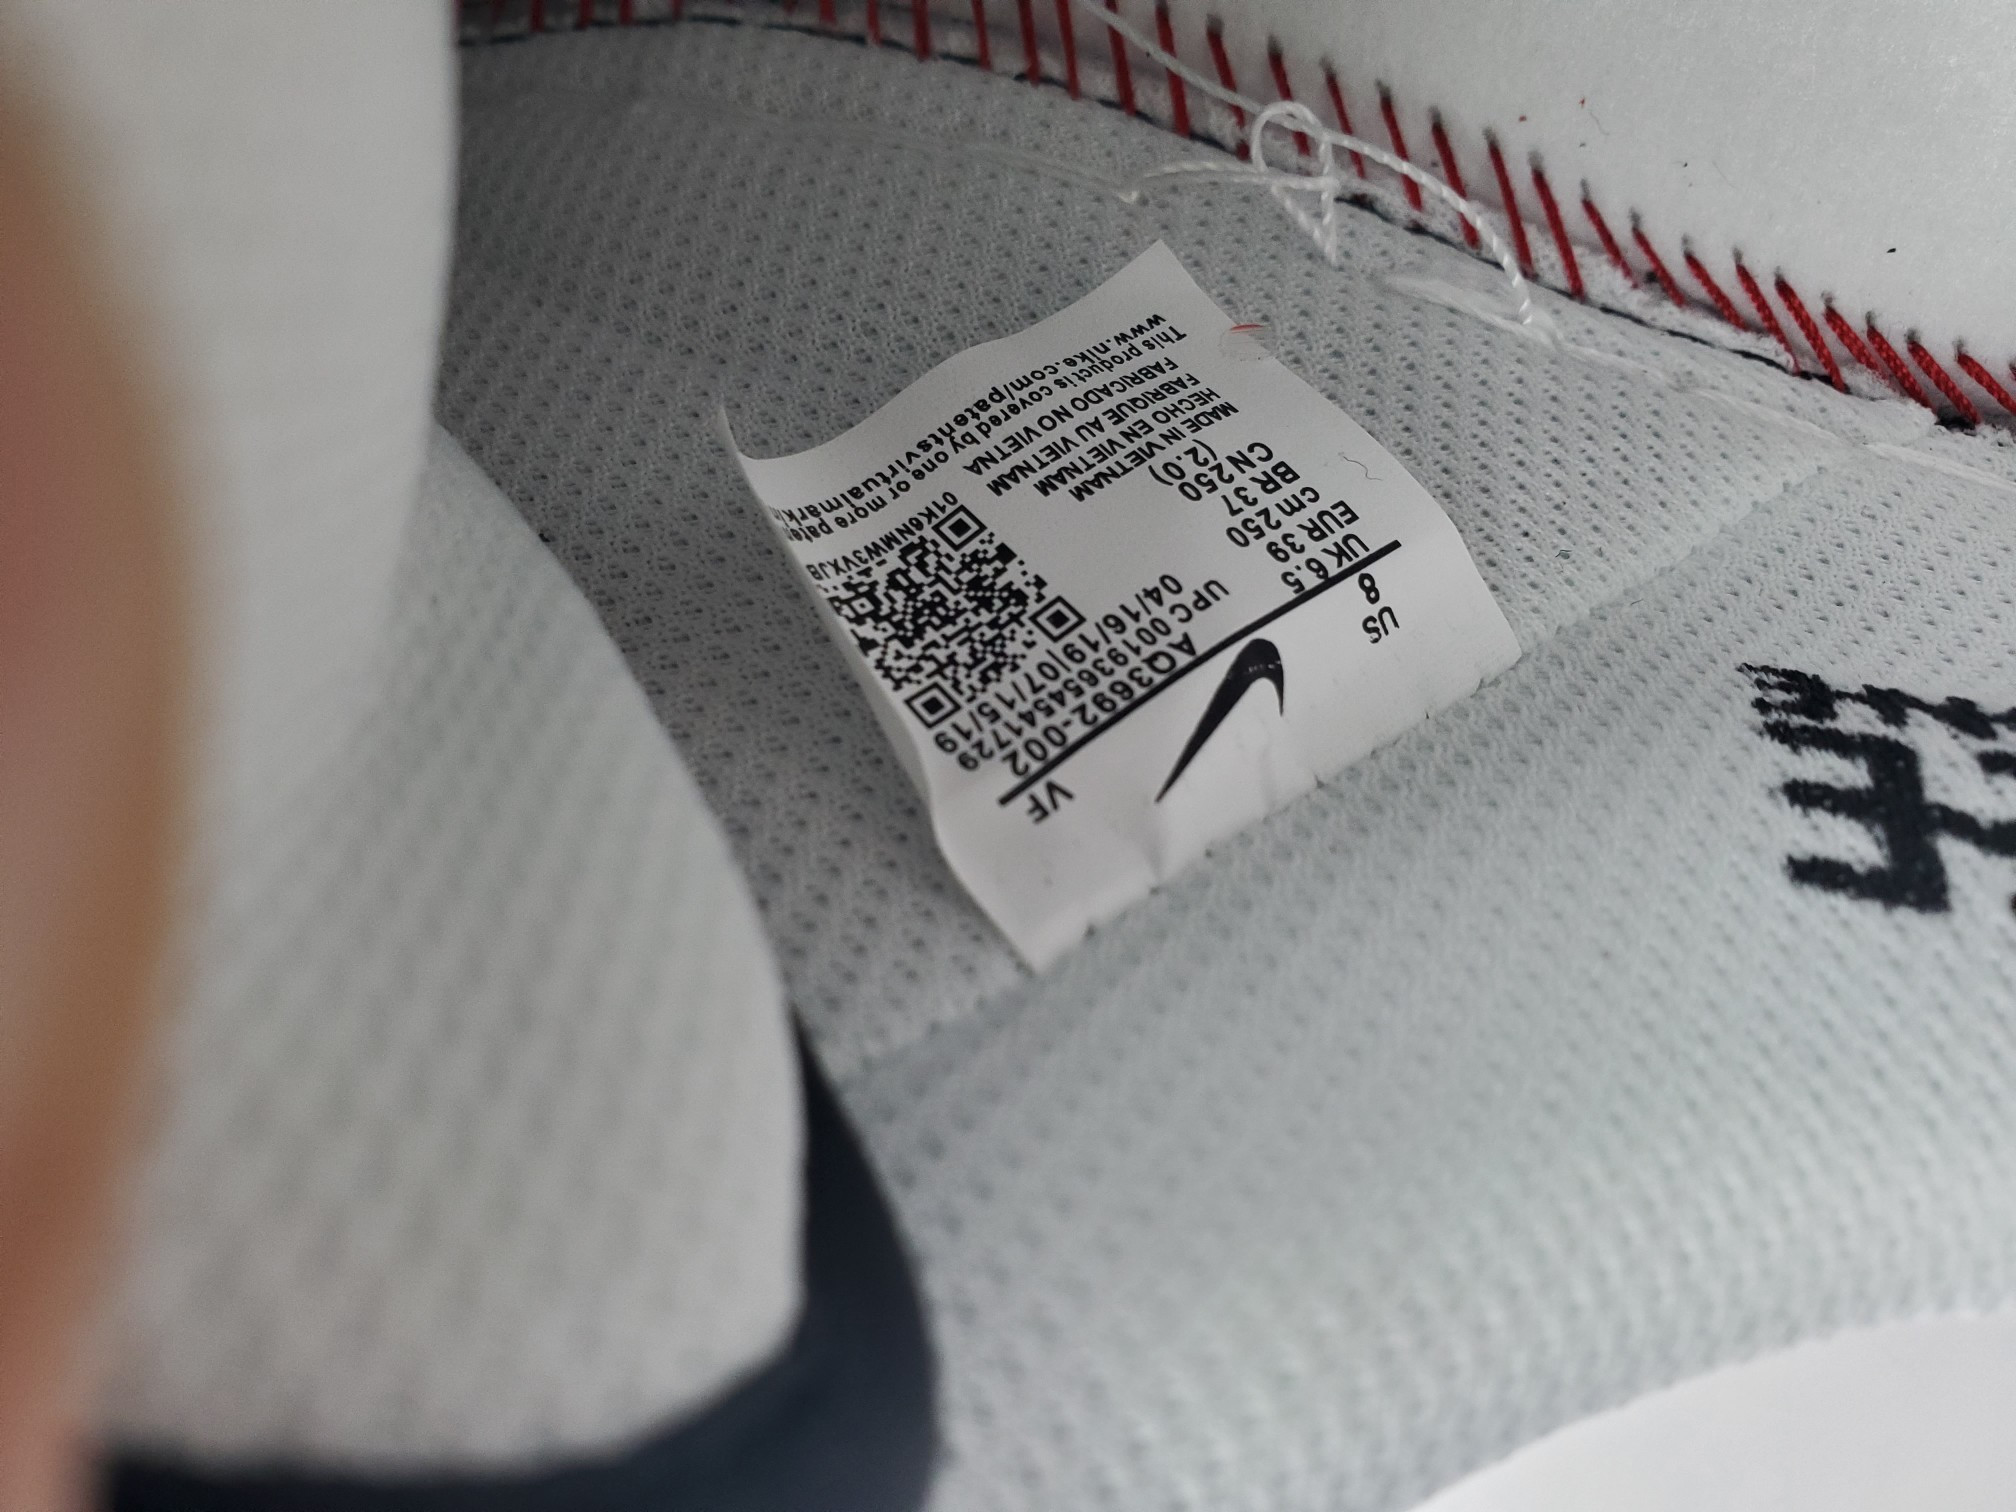 US
8 VF
UK 6.5
EUR 39
cm 250
BR 37
CN 250
(2.0)
AQ3692-002
UPC 00193654541729
04/16/19|07/15/19
MADE IN VIETNAM
HECHO EN VIETNAM
FABRIQUE AU VIETNAM
FABRICADO NO VIETNA
01K6NMW3VXJB
This product is covered by one or more
www.nike.com/patents